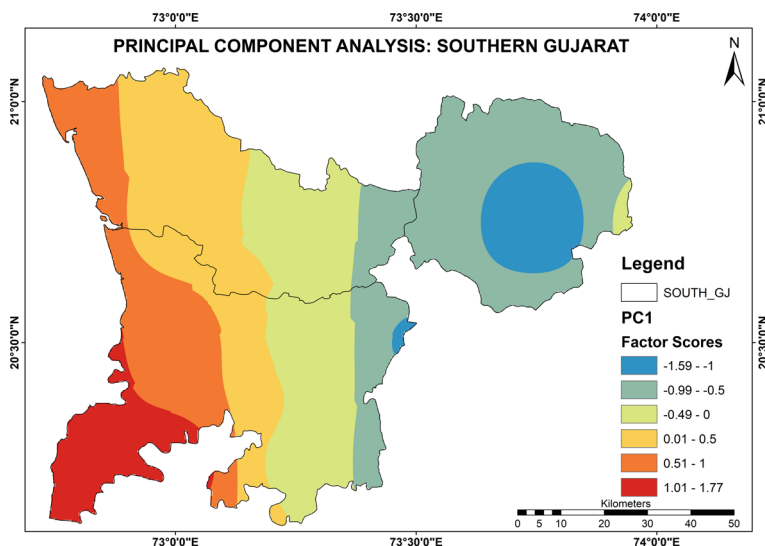 73°0'0"E 73°30'0"E 74°0'0"E
PRINCIPAL COMPONENT ANALYSIS: SOUTHERN GUJARAT
N
21°0'0"N 21°0'0"N
20°30'0"N 20°30'0"N
Legend
SOUTH_GJ
PC1
Factor Scores
-1.59 - -1
-0.99 - -0.5
-0.49 - 0
0.01 - 0.5
0.51 - 1
1.01 - 1.77
Kilometers
0 5 10 20 30 40 50
73°0'0"E 73°30'0"E 74°0'0"E